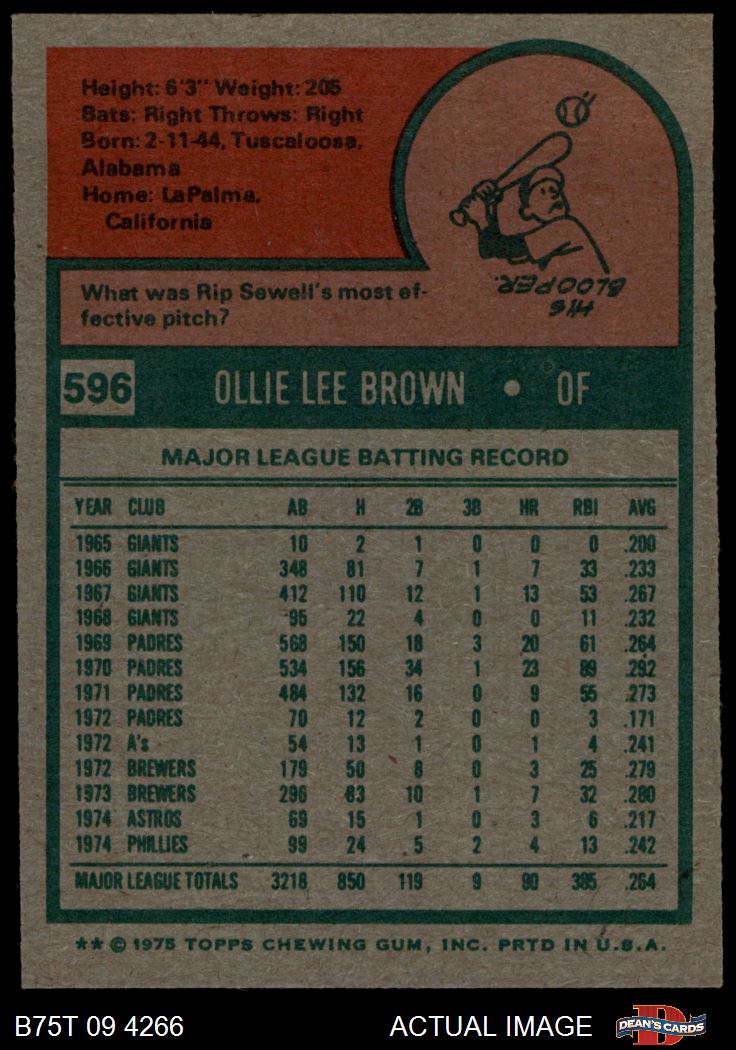 Height: 6'3" Weight: 205
Bats: Right Throws: Right
Born: 2-11-44, Tuscaloosa,
Alabama
Home: LaPalma,
California
What was Rip Sewell's most ef-
fective pitch?
HIS
BLOOPER.
596 OLLIE LEE BROWN • OF
MAJOR LEAGUE BATTING RECORD
YEAR CLUB AB H 2B 3B HR RBI AVG
1965 GIANTS 10 2 1 0 0 0 .200
1966 GIANTS 348 81 7 1 7 33 .233
1967 GIANTS 412 110 12 1 13 53 .267
1968 GIANTS 95 22 4 0 0 11 .232
1969 PADRES 568 150 18 3 20 61 .264
1970 PADRES 534 156 34 1 23 89 .292
1971 PADRES 484 132 16 0 9 55 .273
1972 PADRES 70 12 2 0 0 3 .171
1972 A's 54 13 1 0 1 4 .241
1972 BREWERS 179 50 8 0 3 25 .279
1973 BREWERS 296 83 10 1 7 32 .280
1974 ASTROS 69 15 1 0 3 6 .217
1974 PHILLIES 99 24 5 2 4 13 .242
MAJOR LEAGUE TOTALS 3218 850 119 9 90 385 .264
** © 1975 TOPPS CHEWING GUM, INC. PRTD IN U.S.A.
B75T 09 4266 ACTUAL IMAGE D DEAN'S CARDS